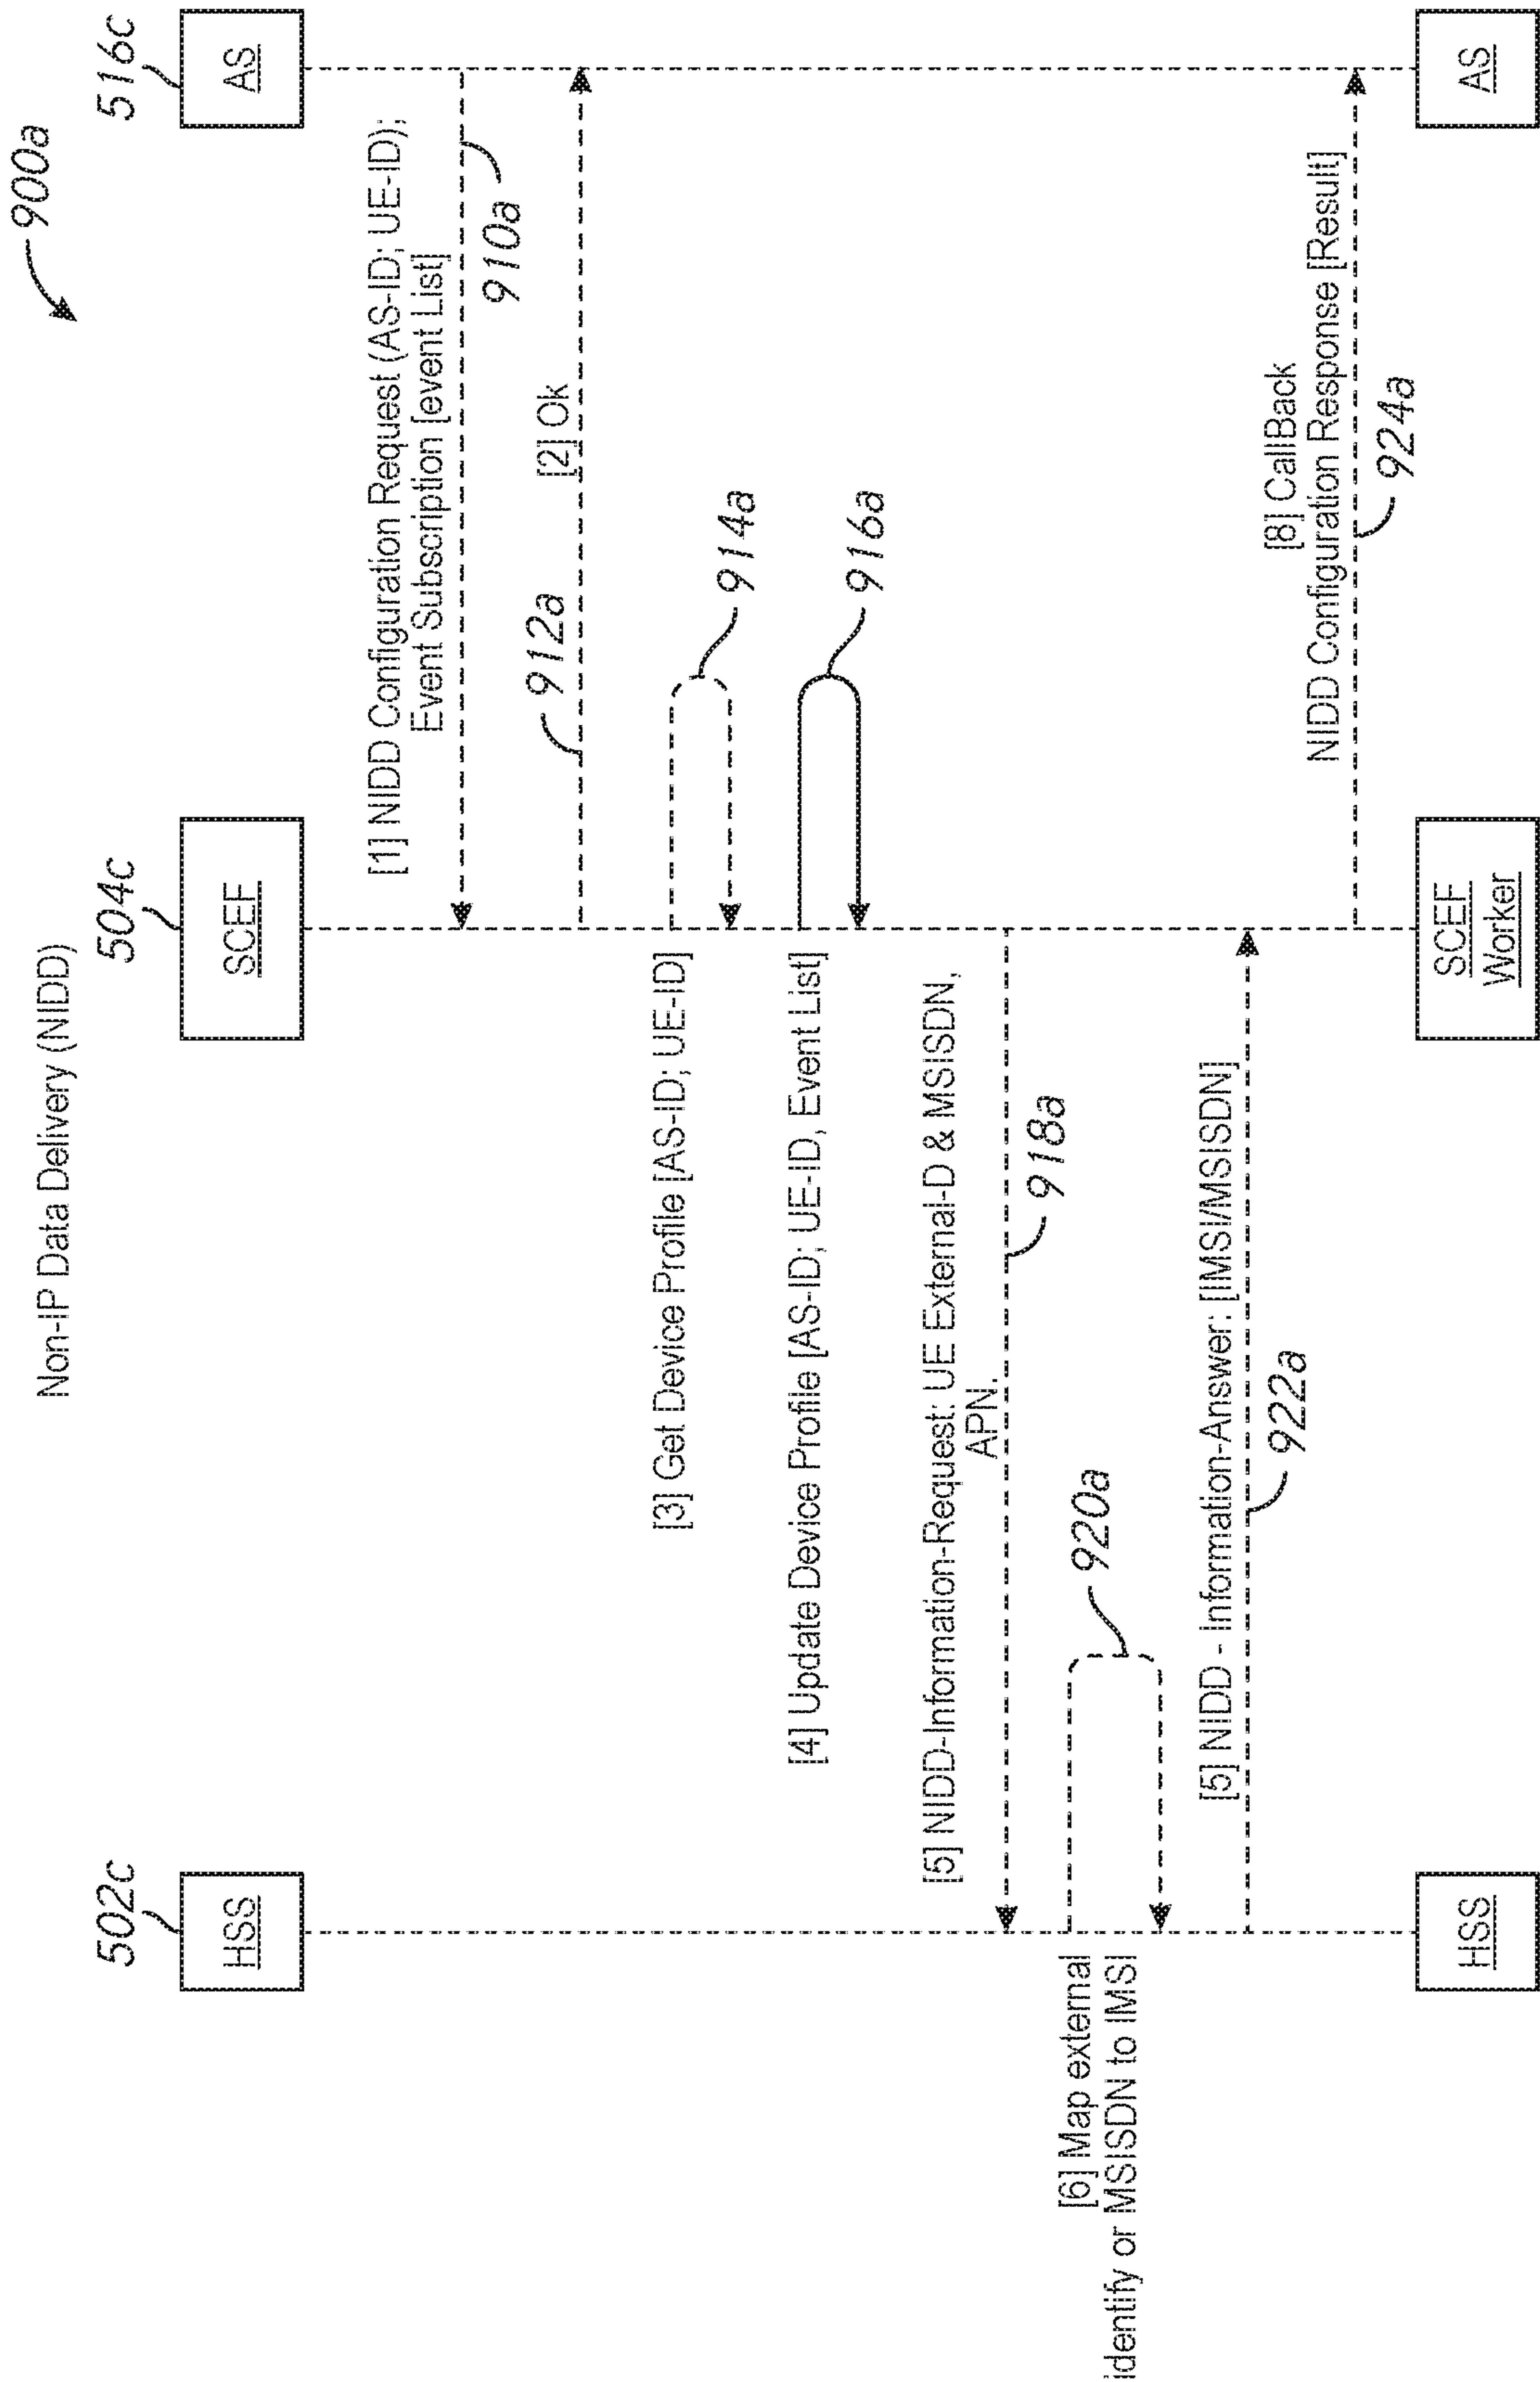 Non-IP Data Delivery (NIDD)
900a
502c
504c
516c
HSS
SCEF
AS
[1] NIDD Configuration Request (AS-ID; UE-ID);
Event Subscription [event List]
910a
912a
[2] Ok
[3] Get Device Profile [AS-ID; UE-ID]
914a
[4] Update Device Profile [AS-ID; UE-ID, Event List]
916a
[5] NIDD-Information-Request: UE External-D & MSISDN,
APN.
918a
[6] Map external
identify or MSISDN to IMSI
920a
[5] NIDD - Information-Answer: [IMSI/MSISDN]
922a
[8] CallBack
NIDD Configuration Response [Result]
924a
HSS
SCEF
Worker
AS